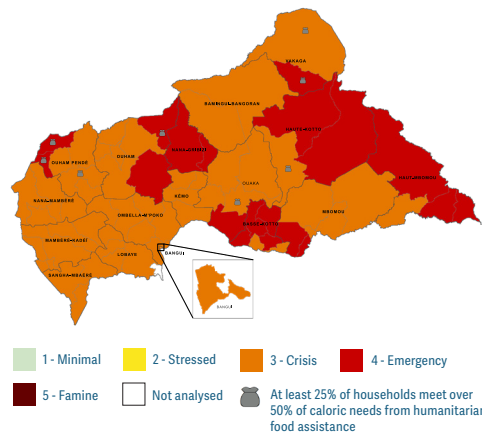 VAKAGA
BAMINGUI-BANGORAN
HAUTE-KOTTO
OUHAM PENDÉ
OUHAM
NANA-GRIBIZI
HAUT-MBOMOU
OUAKA
KÉMO
NANA-MAMBÉRÉ
OMBELLA-M'POKO
MBOMOU
BASSE-KOTTO
MAMBÉRÉ-KADÉÏ
LOBAYE
BANGUI
SANGHA-MBAÉRÉ
BANGUI
1 - Minimal
2 - Stressed
3 - Crisis
4 - Emergency
5 - Famine
Not analysed
At least 25% of households meet over
50% of caloric needs from humanitarian
food assistance